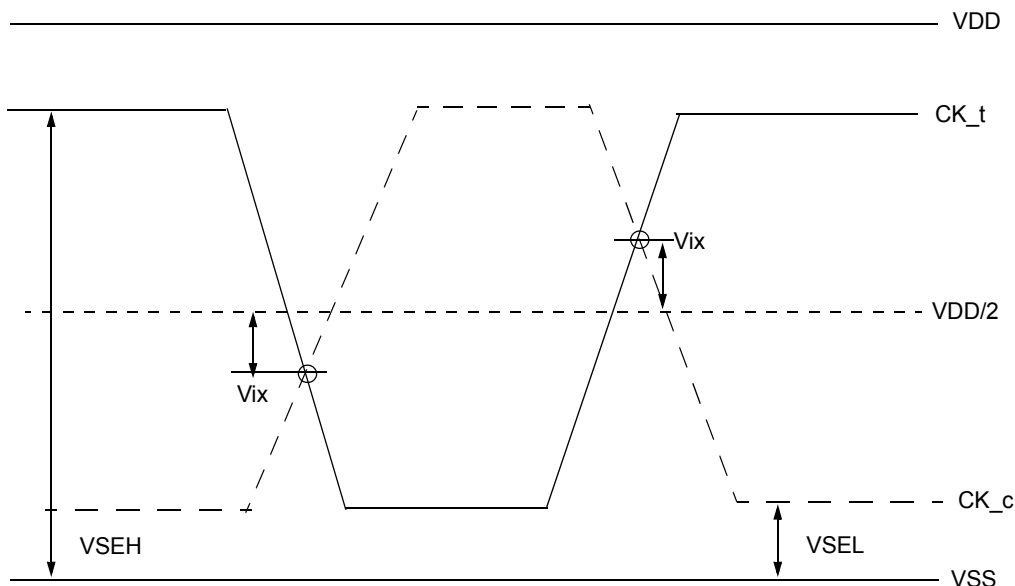 VDD
CK_t
Vix
VDD/2
Vix
CK_c
VSEH
VSEL
VSS